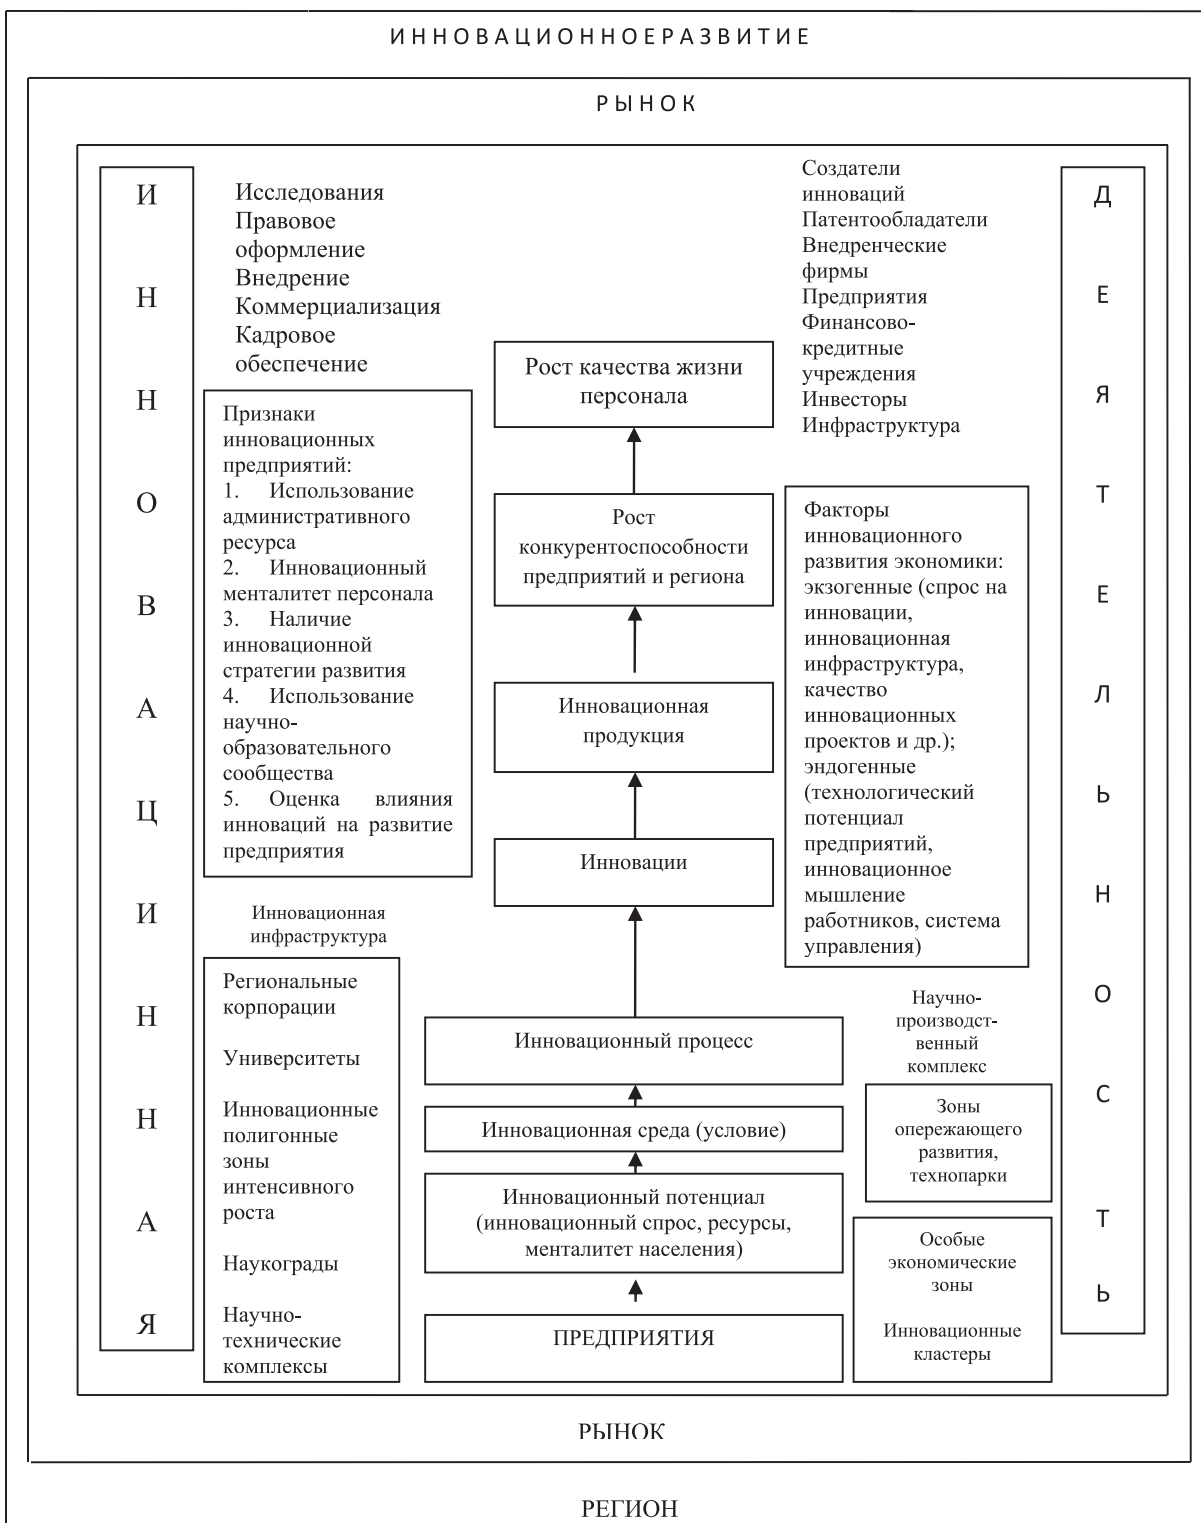 ИННОВАЦИОННОЕРАЗВИТИЕ
РЫНОК
И
Н
Н
О
В
А
Ц
И
Н
Н
А
Я
Исследования
Правовое
оформление
Внедрение
Коммерциализация
Кадровое
обеспечение
Признаки
инновационных
предприятий:
1. Использование
административного
ресурса
2. Инновационный
менталитет персонала
3. Наличие
инновационной
стратегии развития
4. Использование
научно-
образовательного
сообщества
5. Оценка влияния
инноваций на развитие
предприятия
Инновационная
инфраструктура
Региональные
корпорации
Университеты
Инновационные
полигонные
зоны
интенсивного
роста
Наукограды
Научно-
технические
комплексы
Рост качества жизни
персонала
Рост
конкурентоспособности
предприятий и региона
Инновационная
продукция
Инновации
Инновационный процесс
Инновационная среда (условие)
Инновационный потенциал
(инновационный спрос, ресурсы,
менталитет населения)
ПРЕДПРИЯТИЯ
Создатели
инноваций
Патентообладатели
Внедренческие
фирмы
Предприятия
Финансово-
кредитные
учреждения
Инвесторы
Инфраструктура
Факторы
инновационного
развития экономики:
экзогенные (спрос на
инновации,
инновационная
инфраструктура,
качество
инновационных
проектов и др.);
эндогенные
(технологический
потенциал
предприятий,
инновационное
мышление
работников, система
управления)
Научно-
производст-
венный
комплекс
Зоны
опережающего
развития,
технопарки
Особые
экономические
зоны
Инновационные
кластеры
Д
Е
Я
Т
Е
Л
Ь
Н
О
С
Т
Ь
РЫНОК
РЕГИОН